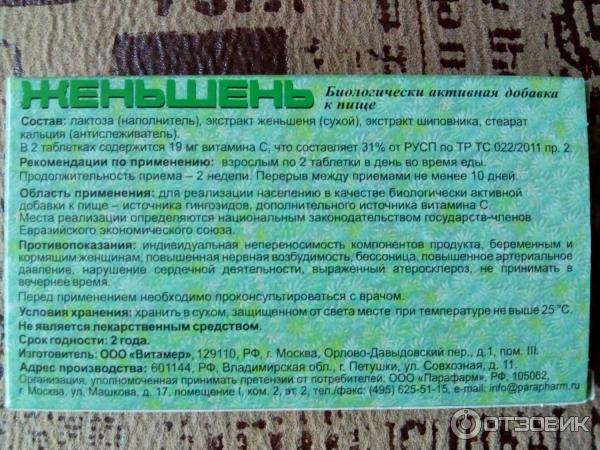 ЖЕНЬШЕНЬ
Биологически активная добавка
к пище
Состав: лактоза (наполнитель), экстракт женьшеня (сухой), экстракт шиповника, стеарат
кальция (антислеживатель).
В 2 таблетках содержится 19 мг витамина С, что составляет 31% от РУСП по ТР ТС 022/2011 пр. 2.
Рекомендации по применению: взрослым по 2 таблетки в день во время еды.
Продолжительность приема – 2 недели. Перерыв между приемами не менее 10 дней.
Область применения: для реализации населению в качестве биологически активной
добавки к пище – источника гингозидов, дополнительного источника витамина С.
Места реализации определяются национальным законодательством государств-членов
Евразийского экономического союза.
Противопоказания: индивидуальная непереносимость компонентов продукта, беременным и
кормящим женщинам, повышенная нервная возбудимость, бессоница, повышенное артериальное
давление, нарушение сердечной деятельности, выраженный атеросклероз, не принимать в
вечернее время.
Перед применением необходимо проконсультироваться с врачом.
Условия хранения: хранить в сухом, защищенном от света месте при температуре не выше 25 °С.
Не является лекарственным средством.
Срок годности: 2 года.
Изготовитель: ООО «Витамер», 129110, РФ, г. Москва, Орлово-Давыдовский пер., д.1, пом. III.
Адрес производства: 601144, РФ, Владимирская обл., г. Петушки, ул. Совхозная, д. 11.
Организация, уполномоченная принимать претензии от потребителей: ООО «Парафарм», РФ, 105062,
г. Москва, ул. Машкова, д. 17, помещение I, ком. 2, эт. 2, тел./факс: (495) 625-51-15, e-mail: info@parapharm.ru
ОТЗОВИК